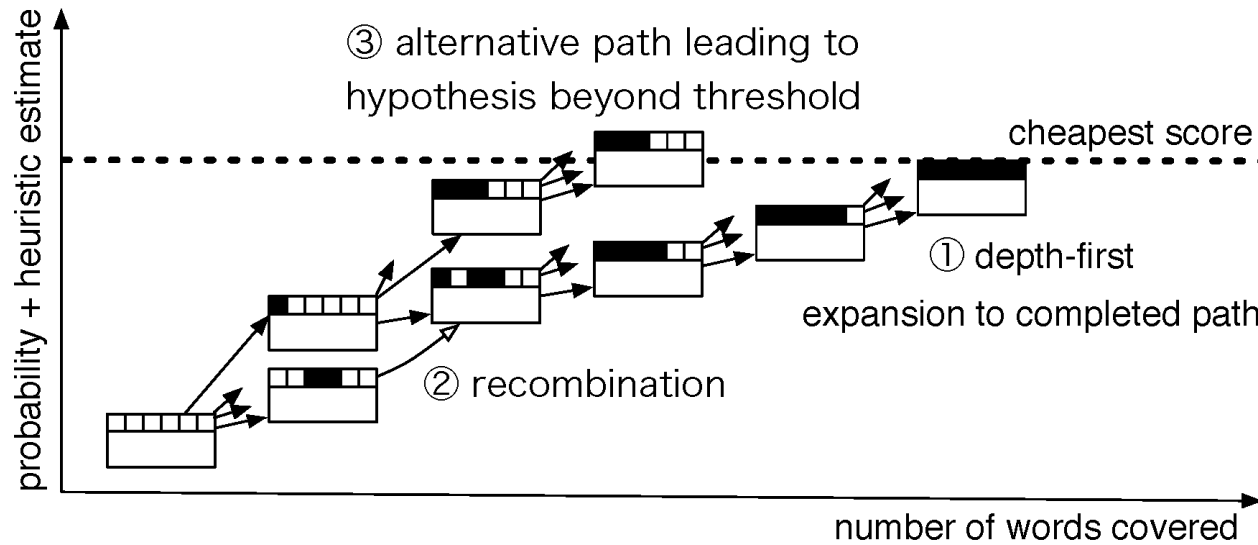 probability + heuristic estimate
③ alternative path leading to
hypothesis beyond threshold
cheapest score
① depth-first
expansion to completed path
② recombination
number of words covered